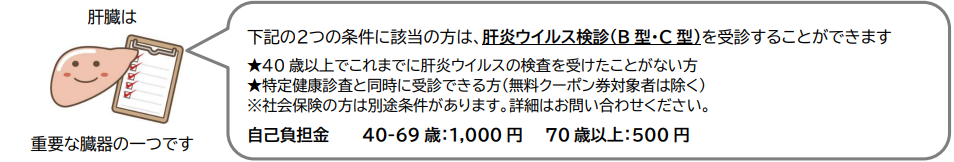 肝臓は
重要な臓器の一つです
下記の2つの条件に該当の方は、肝炎ウイルス検診(B型・C型)を受診することができます
★40歳以上でこれまでに肝炎ウイルスの検査を受けたことがない方
★特定健康診査と同時に受診できる方(無料クーポン券対象者は除く)
※社会保険の方は別途条件があります。詳細はお問い合わせください。
自己負担金　40-69歳:1,000円　70歳以上:500円